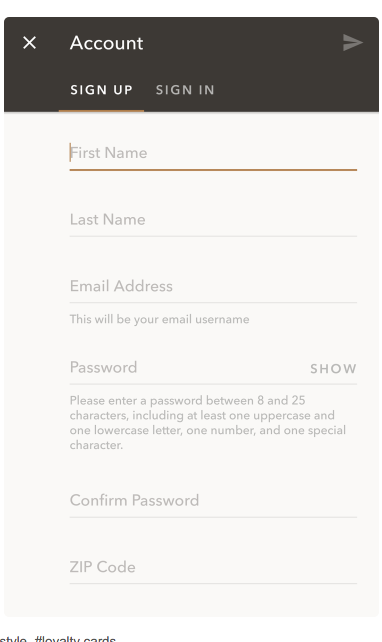 Account
SIGN UP SIGN IN
First Name
Last Name
Email Address
This will be your email username
Password SHOW
Please enter a password between 8 and 25
characters, including at least one uppercase and
one lowercase letter, one number, and one special
character.
Confirm Password
ZIP Code
style, #loyalty cards